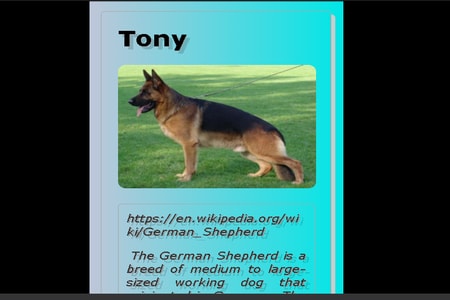 Tony
https://en.wikipedia.org/wi
ki/German_Shepherd
The German Shepherd is a
breed of medium to large-
sized working dog that